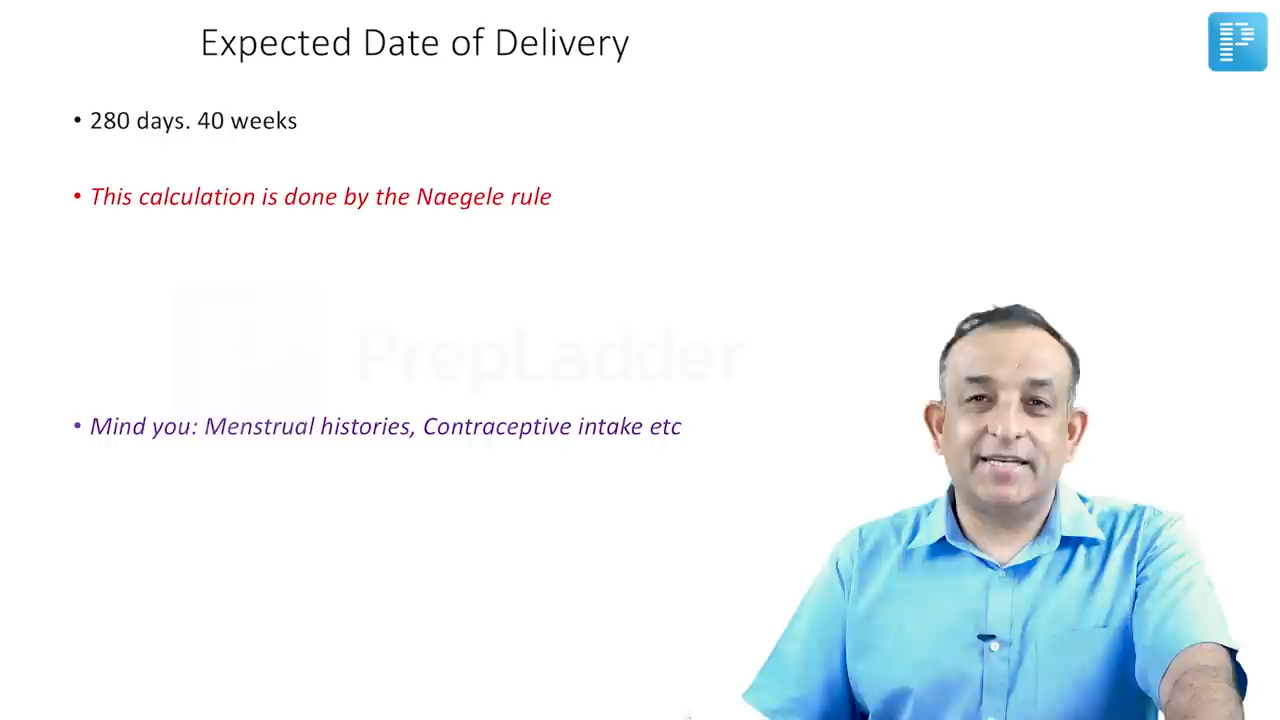 Expected Date of Delivery
• 280 days. 40 weeks
• This calculation is done by the Naegele rule
PrepLadder
• Mind you: Menstrual histories, Contraceptive intake etc